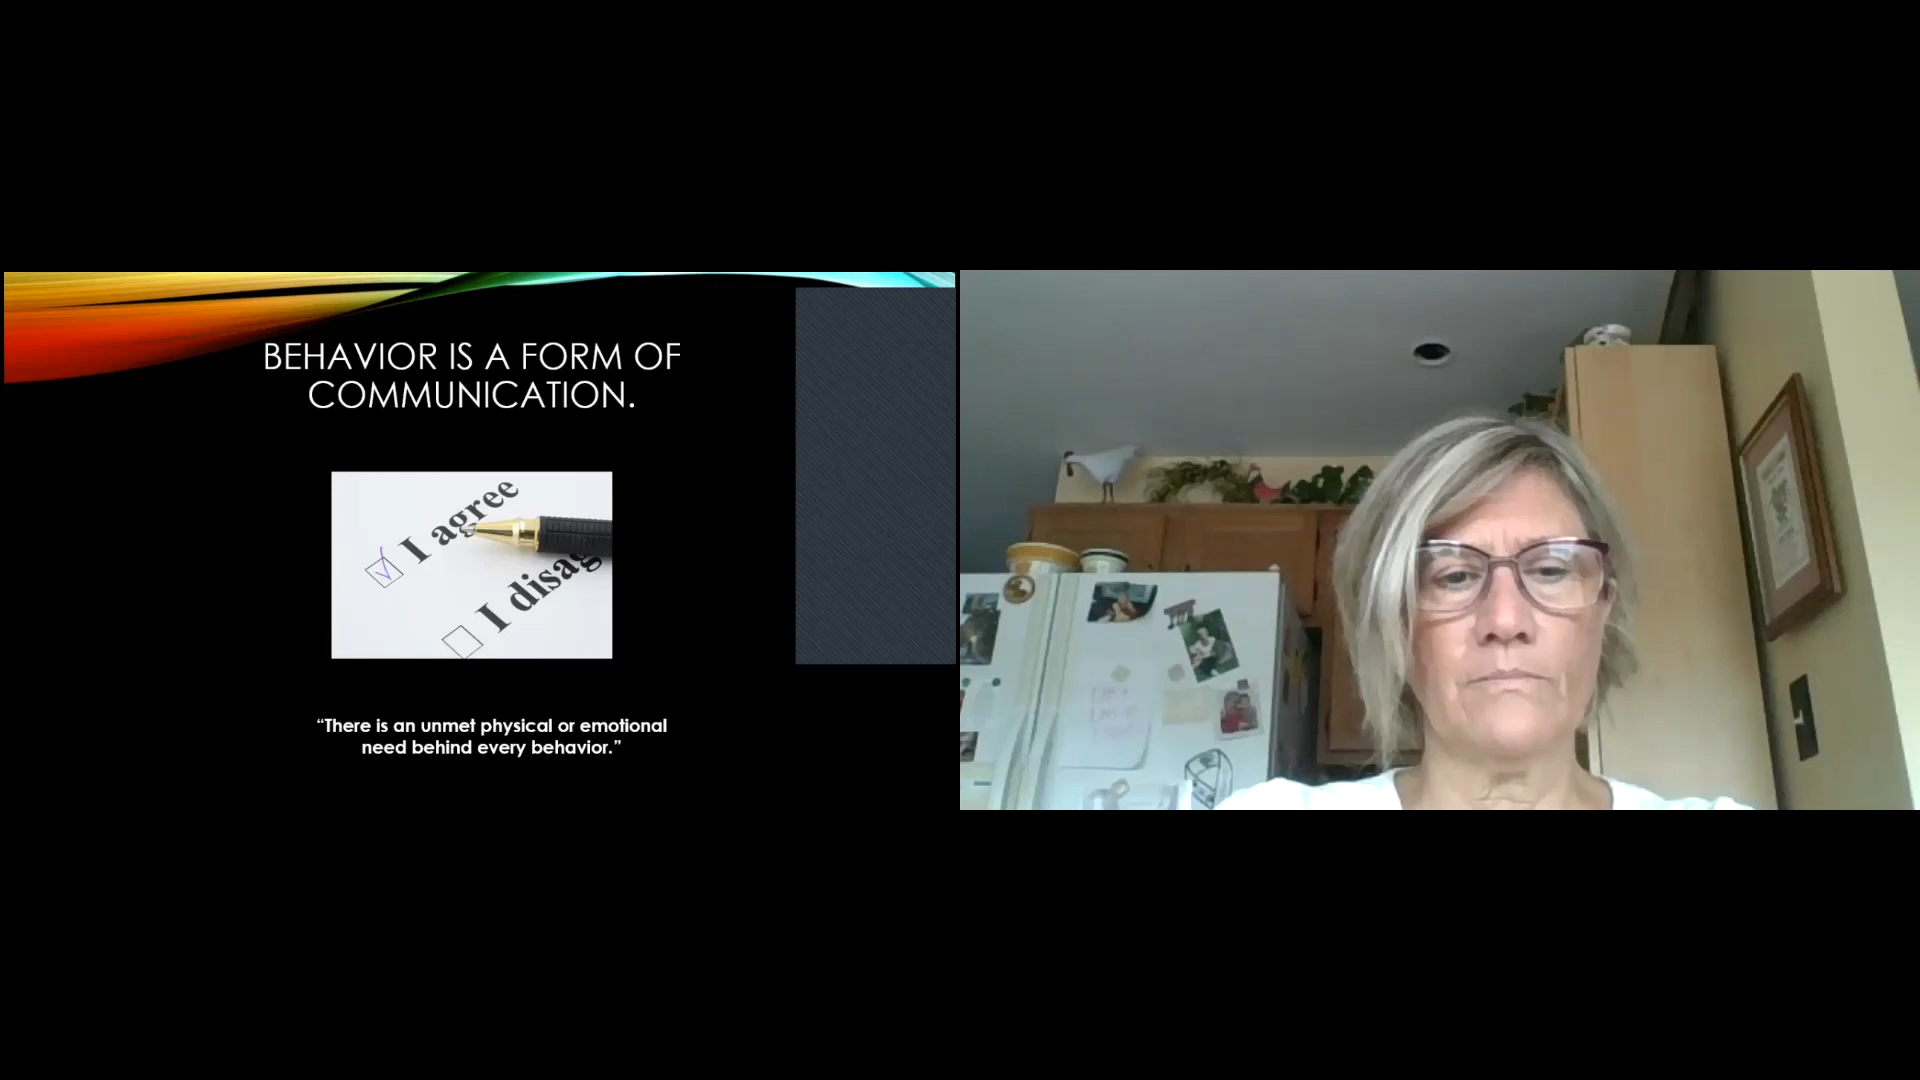 BEHAVIOR IS A FORM OF
COMMUNICATION.
I agree
I disag
“There is an unmet physical or emotional
need behind every behavior.”